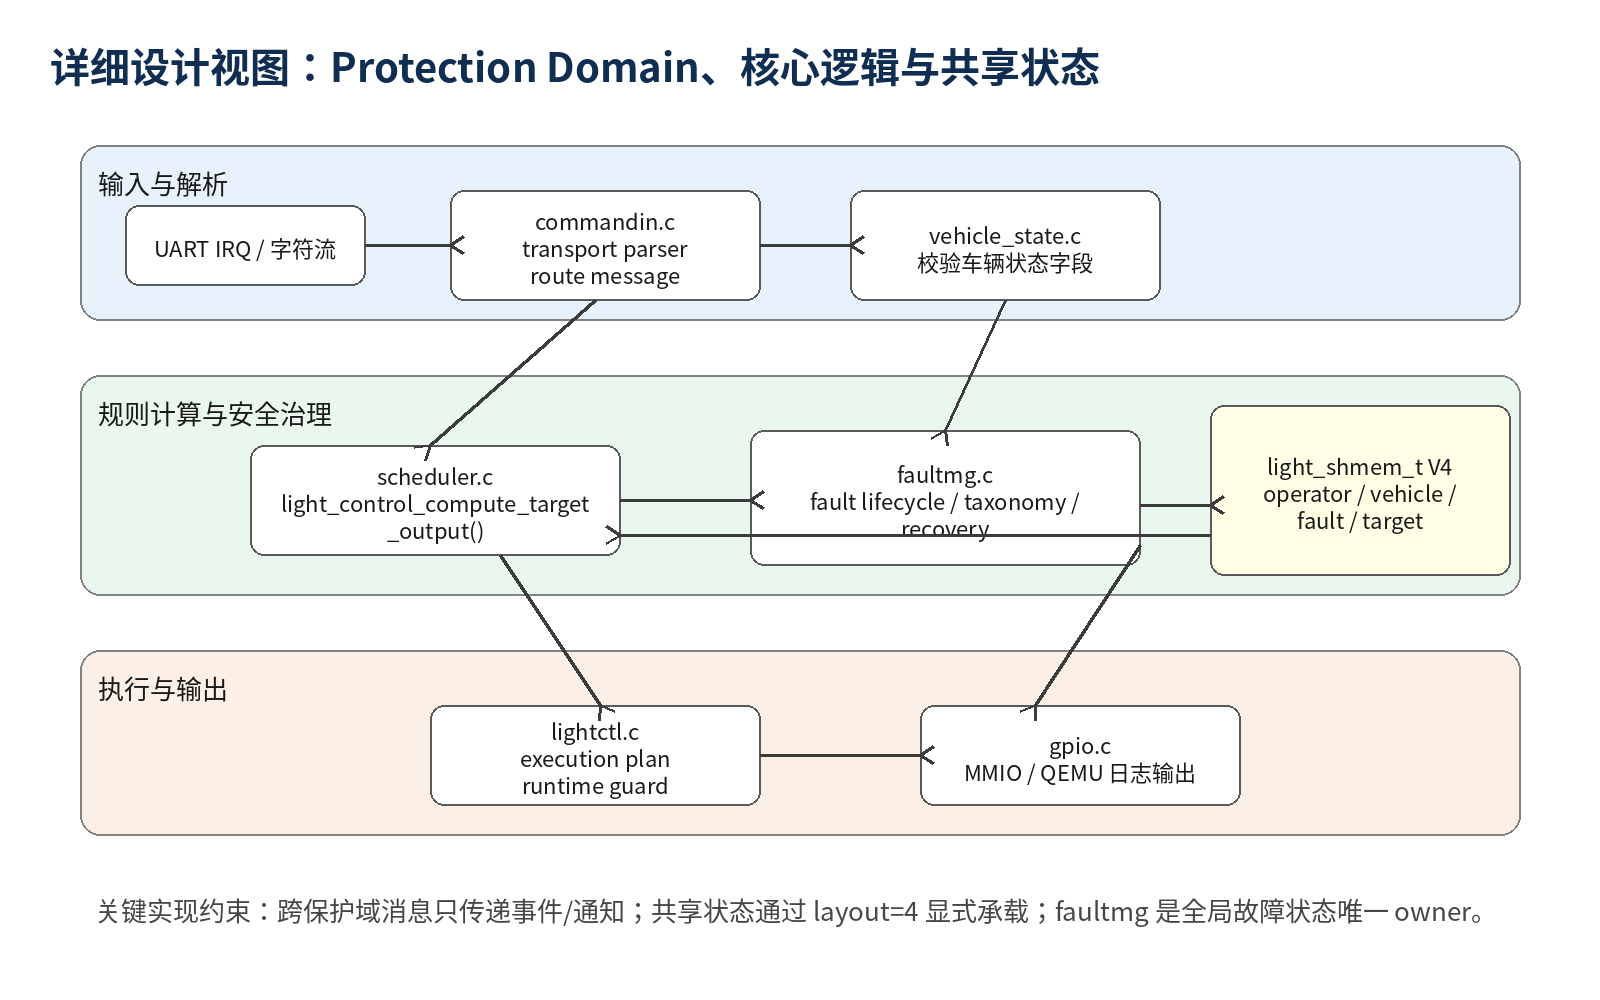 详细设计视图：Protection Domain、核心逻辑与共享状态
输入与解析
UART IRQ / 字符流
commandin.c
transport parser
route message
vehicle_state.c
校验车辆状态字段
规则计算与安全治理
scheduler.c
light_control_compute_target
_output()
faultmg.c
fault lifecycle / taxonomy /
recovery
light_shmem_t V4
operator / vehicle /
fault / target
执行与输出
lightctl.c
execution plan
runtime guard
gpio.c
MMIO / QEMU 日志输出
关键实现约束：跨保护域消息只传递事件/通知；共享状态通过 layout=4 显式承载；faultmg 是全局故障状态唯一 owner。